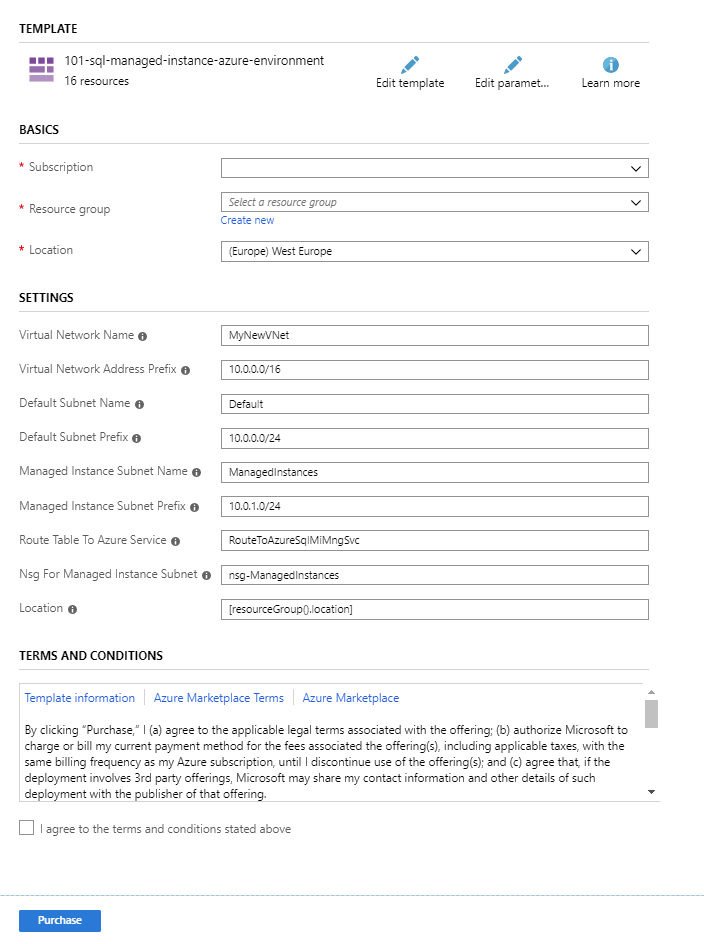 TEMPLATE
101-sql-managed-instance-azure-environment
16 resources
Edit template
Edit paramet...
Learn more
BASICS
* Subscription
* Resource group
Select a resource group
Create new
* Location
(Europe) West Europe
SETTINGS
Virtual Network Name
MyNewVNet
Virtual Network Address Prefix
10.0.0.0/16
Default Subnet Name
Default
Default Subnet Prefix
10.0.0.0/24
Managed Instance Subnet Name
ManagedInstances
Managed Instance Subnet Prefix
10.0.1.0/24
Route Table To Azure Service
RouteToAzureSqlMiMngSvc
Nsg For Managed Instance Subnet
nsg-ManagedInstances
Location
[resourceGroup().location]
TERMS AND CONDITIONS
Template information
Azure Marketplace Terms
Azure Marketplace
By clicking "Purchase," I (a) agree to the applicable legal terms associated with the offering; (b) authorize Microsoft to
charge or bill my current payment method for the fees associated the offering(s), including applicable taxes, with the
same billing frequency as my Azure subscription, until I discontinue use of the offering(s); and (c) agree that, if the
deployment involves 3rd party offerings, Microsoft may share my contact information and other details of such
deployment with the publisher of that offering.
I agree to the terms and conditions stated above
Purchase